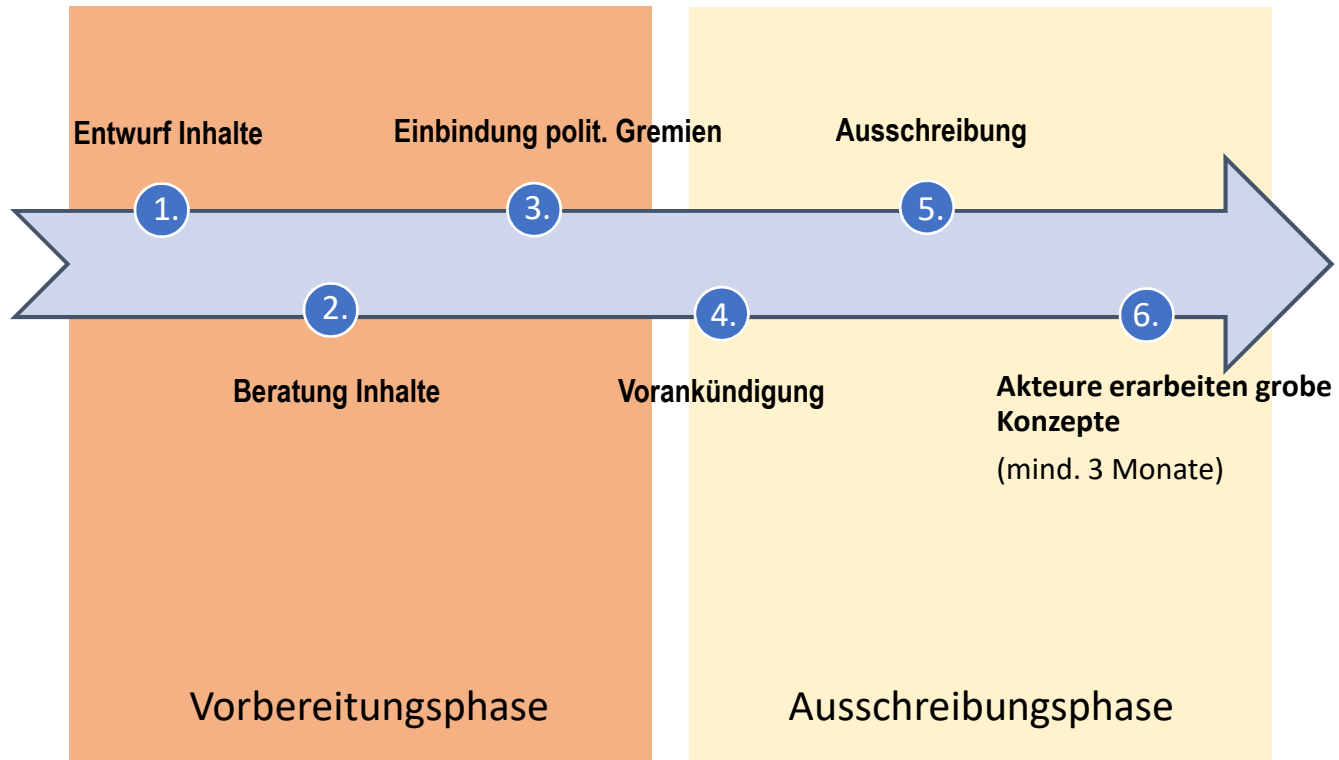 Entwurf Inhalte
Einbindung polit. Gremien
Ausschreibung
1.
3.
5.
2.
4.
6.
Beratung Inhalte
Vorankündigung
Akteure erarbeiten grobe
Konzepte
(mind. 3 Monate)
Vorbereitungsphase
Ausschreibungsphase